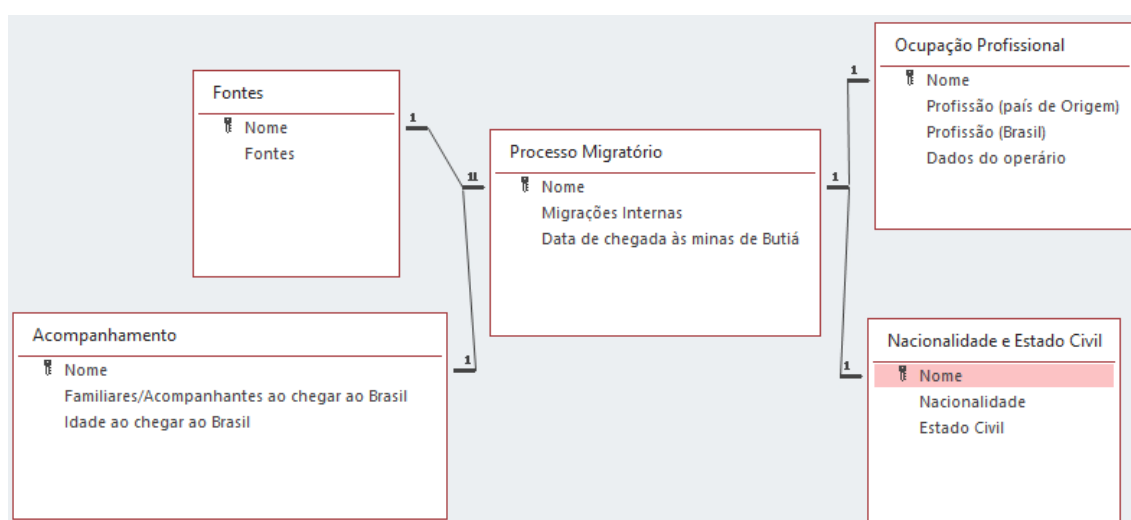 Fontes
Nome
Fontes
1
Acompanhamento
Nome
Familiares/Acompanhantes ao chegar ao Brasil
Idade ao chegar ao Brasil
1
Processo Migratório
Nome
Migrações Internas
Data de chegada às minas de Butiá
11
1
Ocupação Profissional
Nome
Profissão (país de Origem)
Profissão (Brasil)
Dados do operário
1
Nacionalidade e Estado Civil
Nome
Nacionalidade
Estado Civil
1